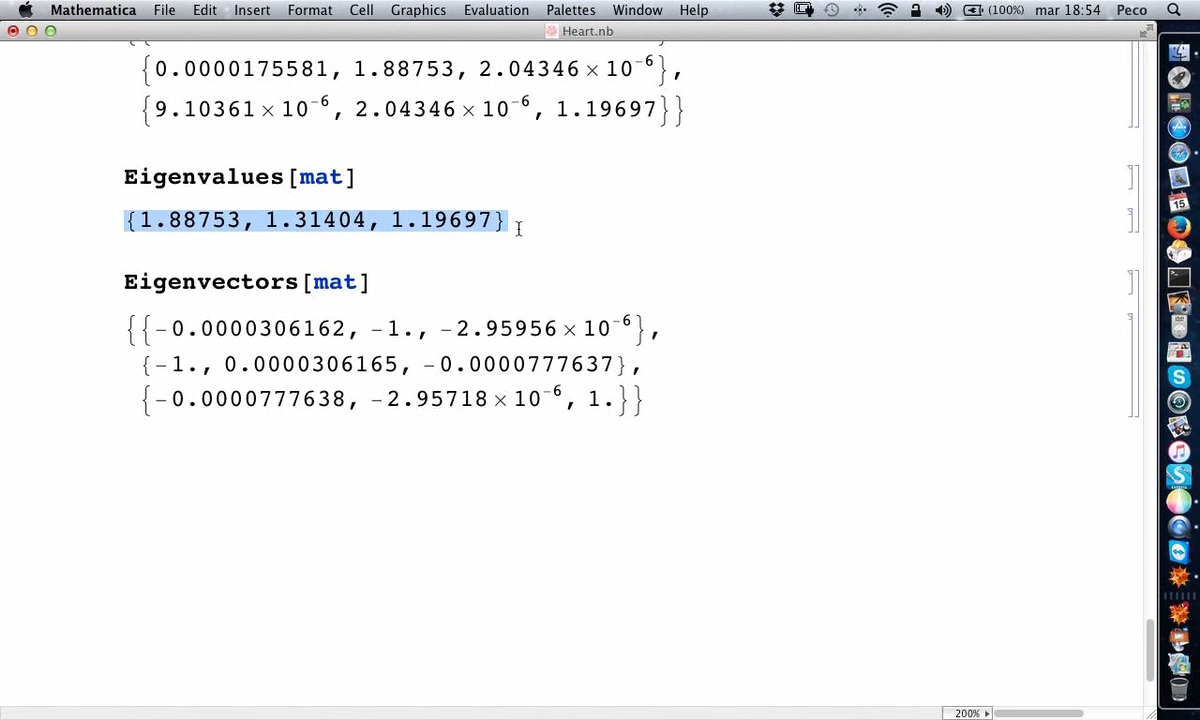 Mathematica File Edit Insert Format Cell Graphics Evaluation Palettes Window Help (100%) mar 18:54 Peco
Heart.nb
{0.0000175581, 1.88753, 2.04346 × 10⁻⁶},
{9.10361 × 10⁻⁶, 2.04346 × 10⁻⁶, 1.19697}}
Eigenvalues[mat]
{1.88753, 1.31404, 1.19697}
Eigenvectors[mat]
{{-0.0000306162, -1., -2.95956 × 10⁻⁶},
{-1., 0.0000306165, -0.0000777637},
{-0.0000777638, -2.95718 × 10⁻⁶, 1.}}
15
200%